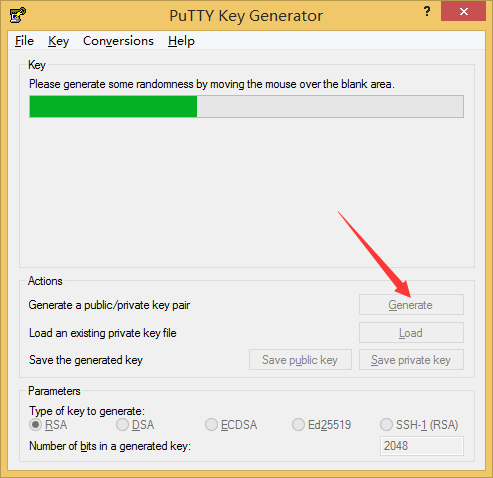 PuTTY Key Generator
?
File Key Conversions Help
Key
Please generate some randomness by moving the mouse over the blank area.
Actions
Generate a public/private key pair
Generate
Load an existing private key file
Load
Save the generated key
Save public key
Save private key
Parameters
Type of key to generate:
RSA DSA ECDSA Ed25519 SSH-1 (RSA)
Number of bits in a generated key:
2048